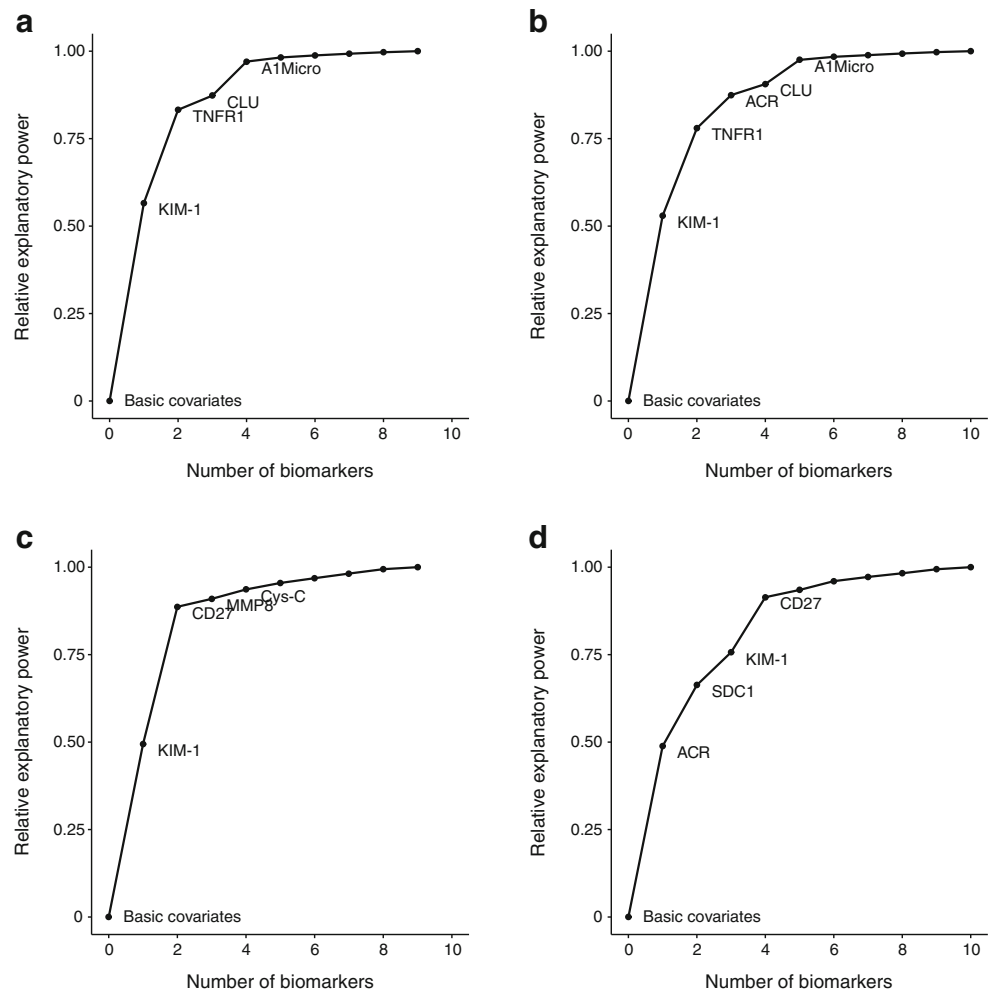 a
Relative explanatory power
1.00
0.75
0.50
0.25
0
A1Micro
CLU
TNFR1
KIM-1
Basic covariates
0 2 4 6 8 10
Number of biomarkers
b
Relative explanatory power
1.00
0.75
0.50
0.25
0
A1Micro
CLU
ACR
TNFR1
KIM-1
Basic covariates
0 2 4 6 8 10
Number of biomarkers
c
Relative explanatory power
1.00
0.75
0.50
0.25
0
Cys-C
MMP8
CD27
KIM-1
Basic covariates
0 2 4 6 8 10
Number of biomarkers
d
Relative explanatory power
1.00
0.75
0.50
0.25
0
CD27
KIM-1
SDC1
ACR
Basic covariates
0 2 4 6 8 10
Number of biomarkers